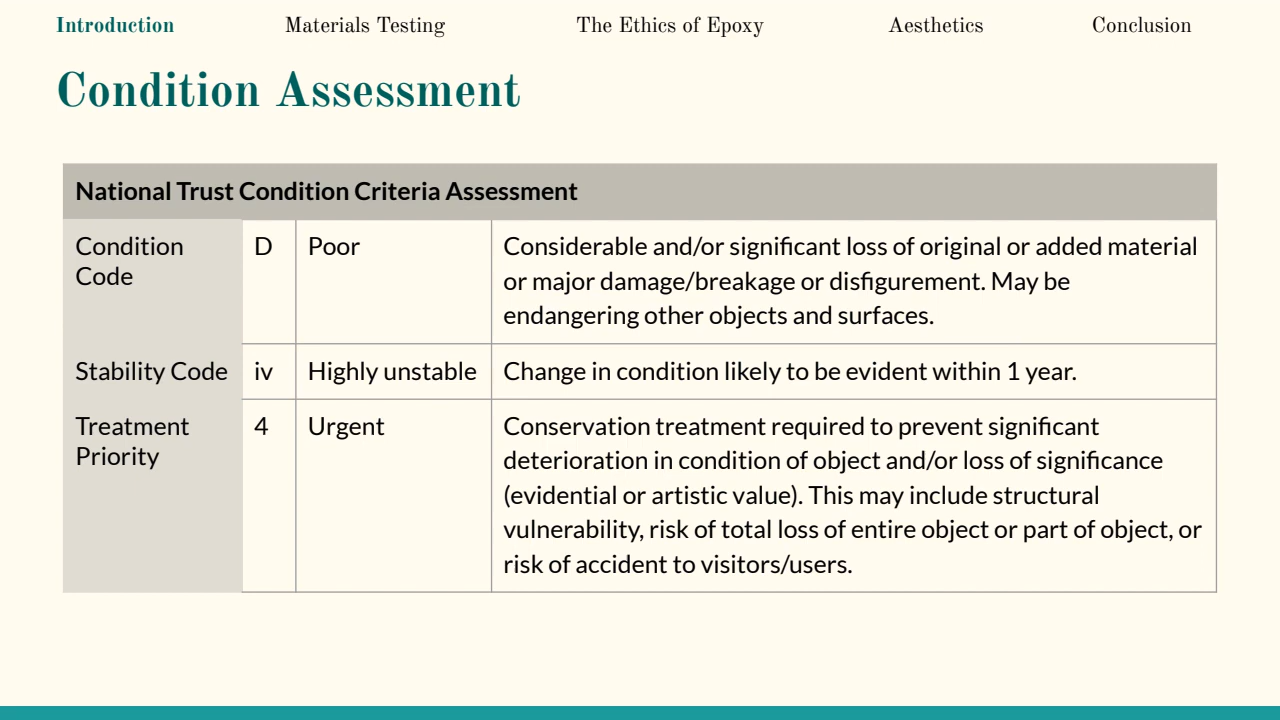 Introduction Materials Testing The Ethics of Epoxy Aesthetics Conclusion
Condition Assessment
National Trust Condition Criteria Assessment
Condition Code D Poor Considerable and/or significant loss of original or added material
or major damage/breakage or disfigurement. May be
endangering other objects and surfaces.
Stability Code iv Highly unstable Change in condition likely to be evident within 1 year.
Treatment Priority 4 Urgent Conservation treatment required to prevent significant
deterioration in condition of object and/or loss of significance
(evidential or artistic value). This may include structural
vulnerability, risk of total loss of entire object or part of object, or
risk of accident to visitors/users.